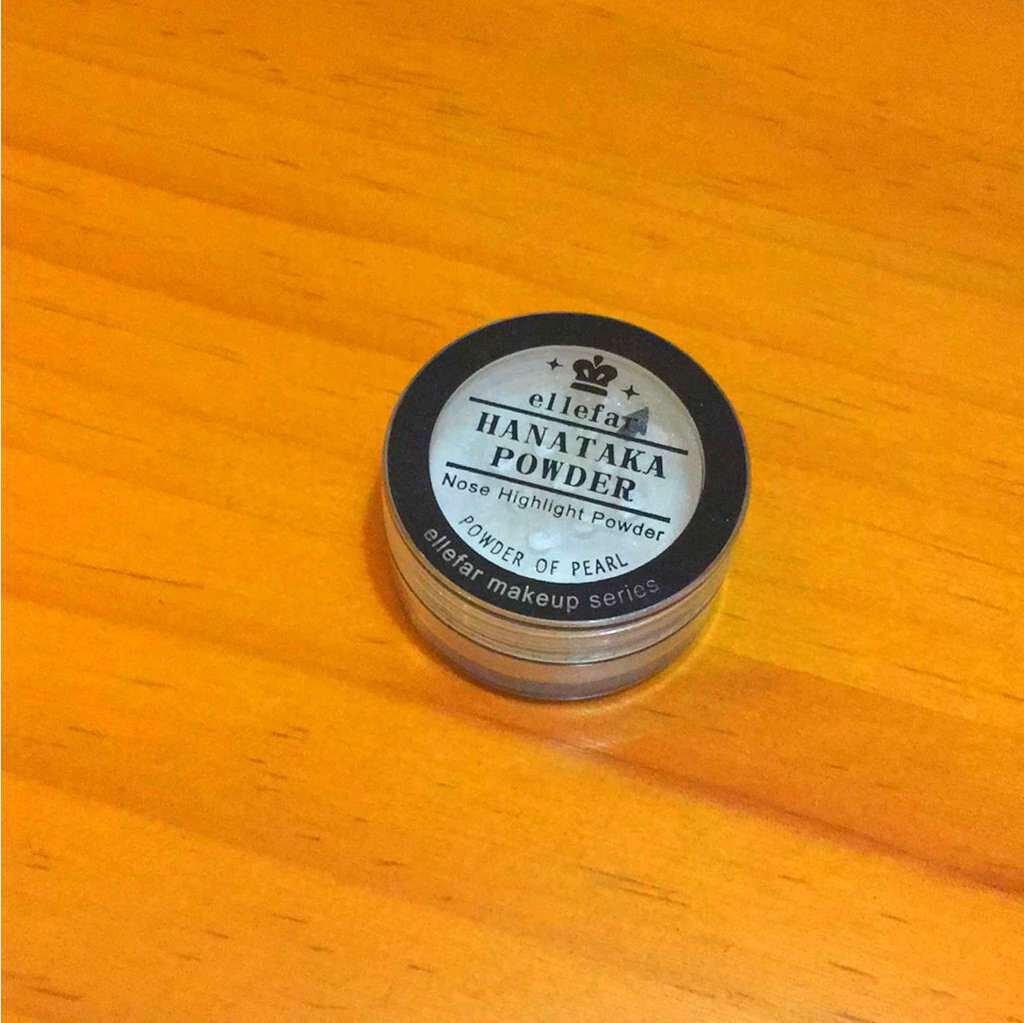 ellefar
HANATAKA
POWDER
Nose Highlight Powder
POWDER OF PEARL
ellefar makeup series